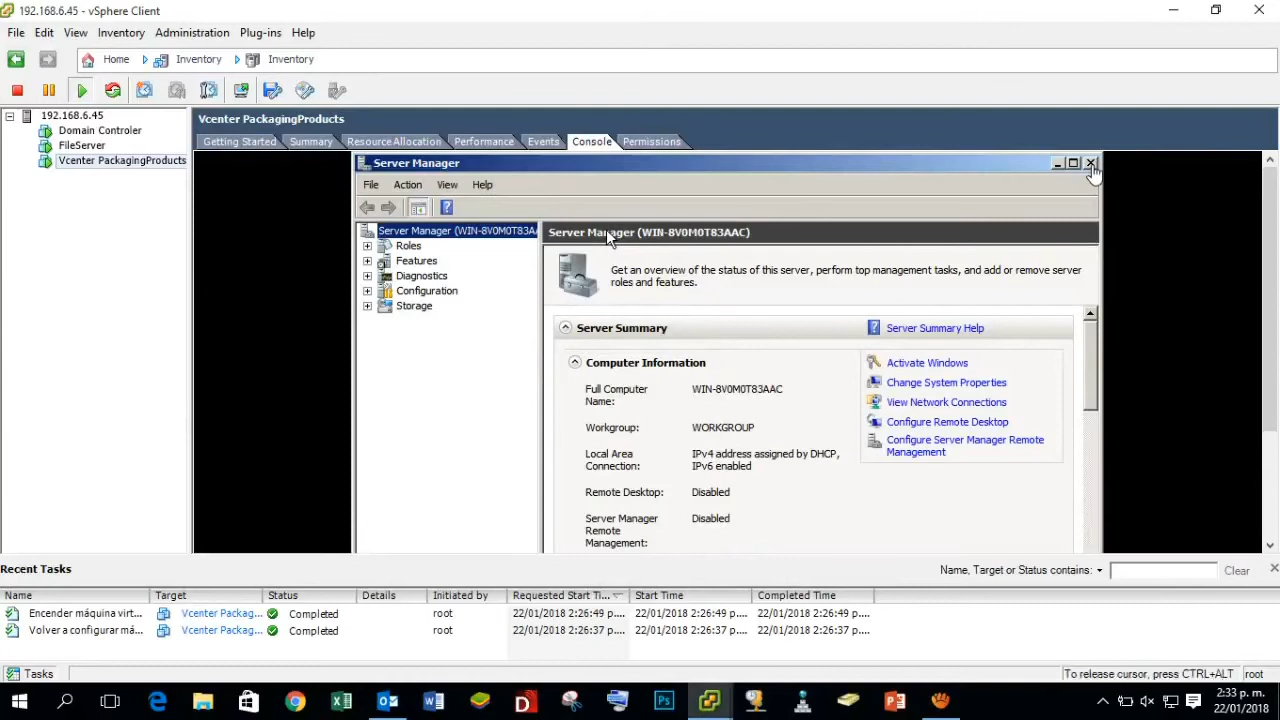 192.168.6.45 - vSphere Client
File Edit View Inventory Administration Plug-ins Help
Home Inventory Inventory
192.168.6.45
Domain Controler
FileServer
Vcenter PackagingProducts
Vcenter PackagingProducts
Getting Started Summary Resource Allocation Performance Events Console Permissions
Server Manager
File Action View Help
Server Manager (WIN-8V0M0T83AA
Roles
Features
Diagnostics
Configuration
Storage
Server Manager (WIN-8V0M0T83AAC)
Get an overview of the status of this server, perform top management tasks, and add or remove server
roles and features.
Server Summary
Server Summary Help
Computer Information
Full Computer
Name:
WIN-8V0M0T83AAC
Workgroup:
WORKGROUP
Local Area
Connection:
IPv4 address assigned by DHCP,
IPv6 enabled
Remote Desktop:
Disabled
Server Manager
Remote
Management:
Disabled
Activate Windows
Change System Properties
View Network Connections
Configure Remote Desktop
Configure Server Manager Remote
Management
Recent Tasks
Name, Target or Status contains:
Clear
Name Target Status Details Initiated by Requested Start Ti... Start Time Completed Time
Encender máquina virt... Vcenter Packag... Completed root 22/01/2018 2:26:49 p.... 22/01/2018 2:26:49 p.... 22/01/2018 2:26:49 p....
Volver a configurar má... Vcenter Packag... Completed root 22/01/2018 2:26:37 p.... 22/01/2018 2:26:37 p.... 22/01/2018 2:26:37 p....
Tasks
To release cursor, press CTRL+ALT
root
2:33 p. m.
22/01/2018